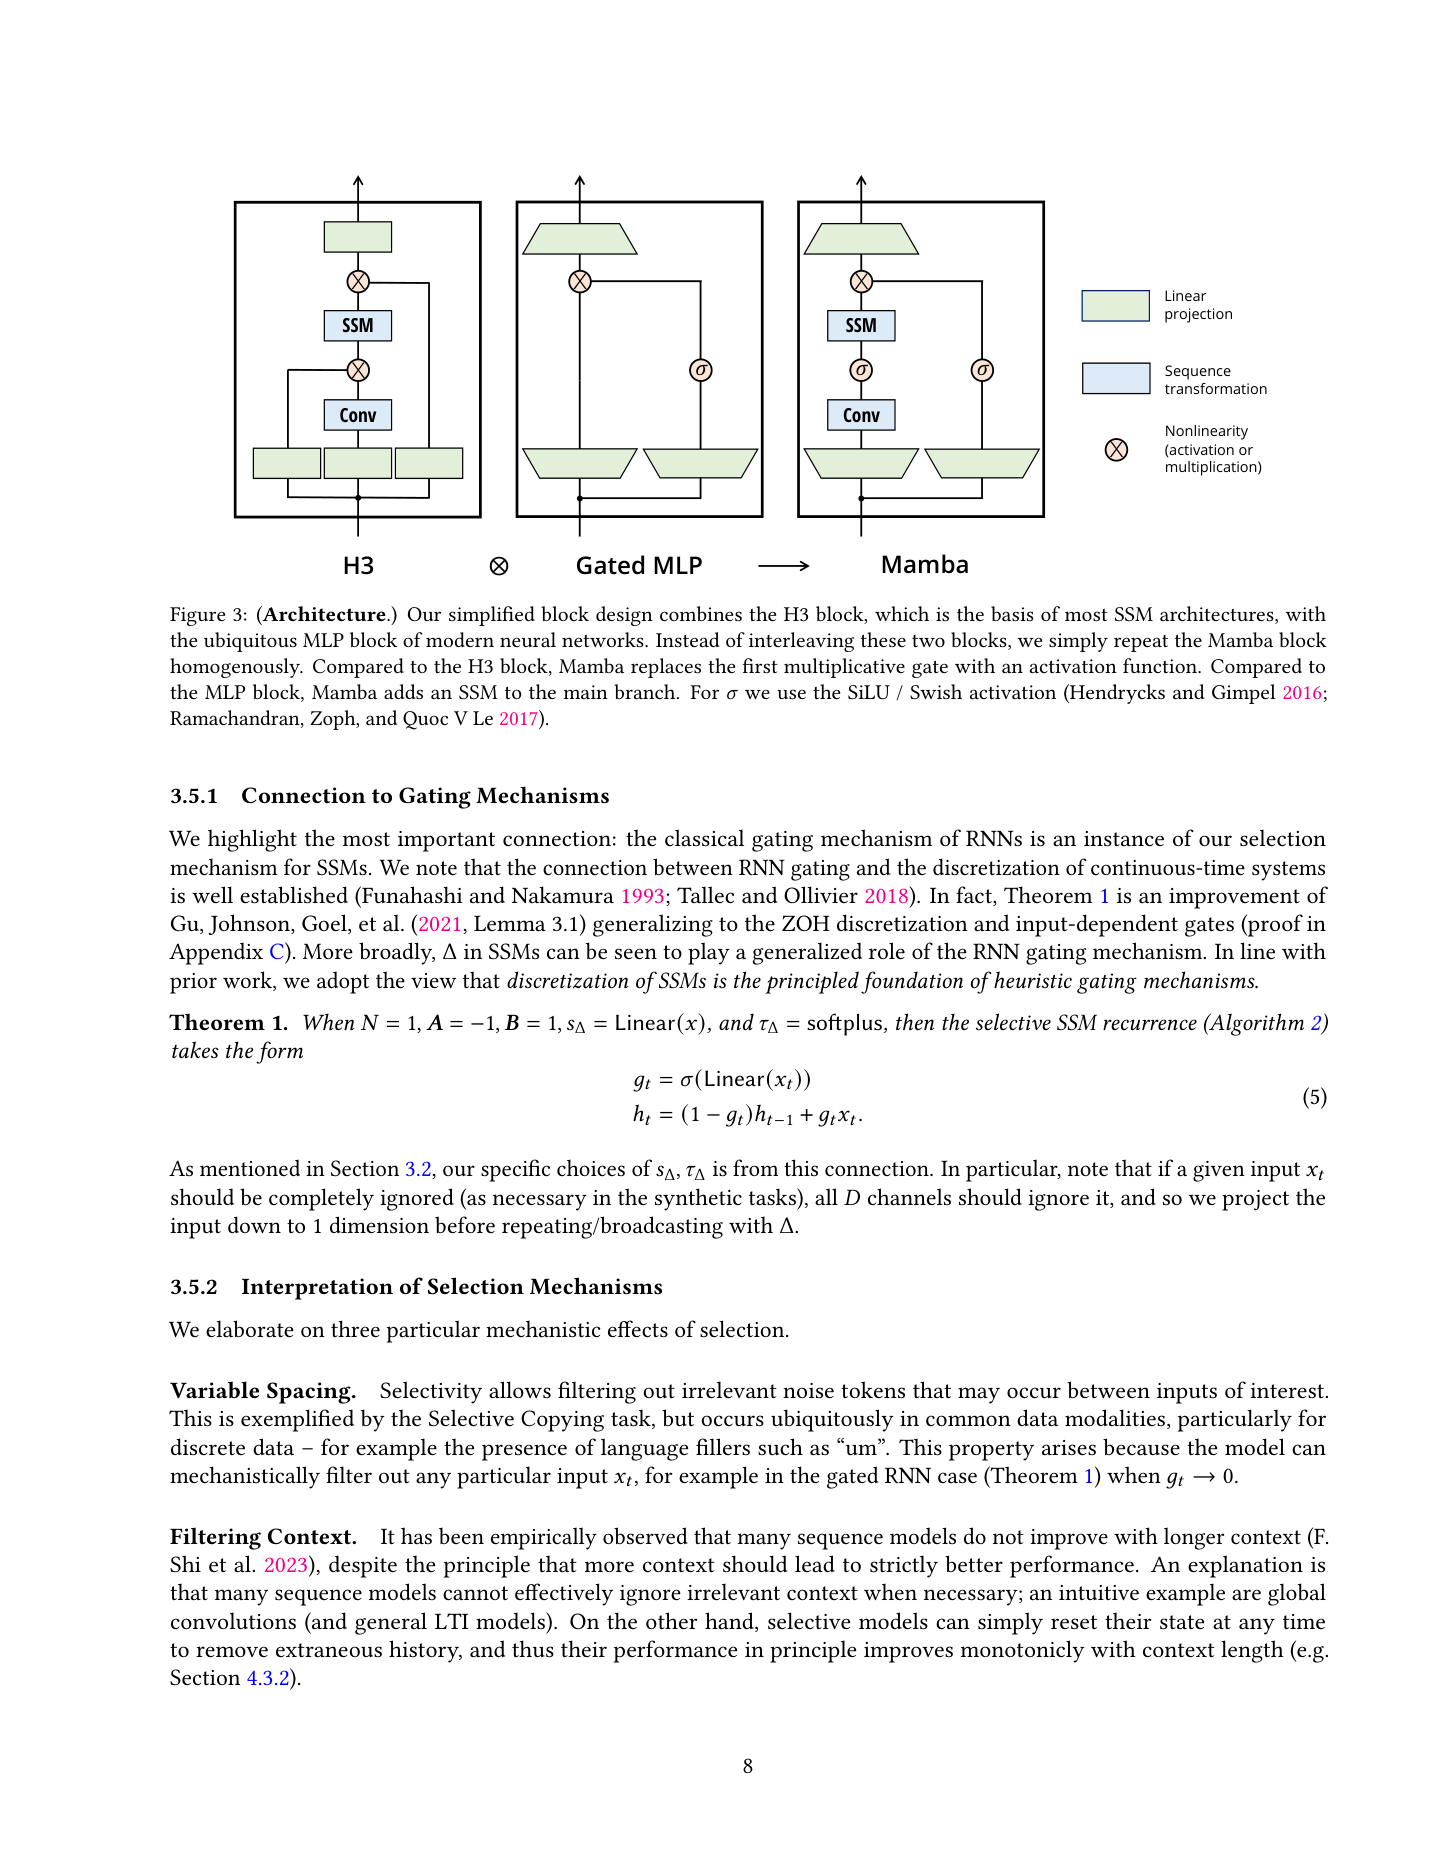 SSM
Conv
σ
SSM
σ
σ
Conv
Linear
projection
Sequence
transformation
Nonlinearity
(activation or
multiplication)
H3 ⊗ Gated MLP ⟶ Mamba
Figure 3: (Architecture.) Our simplified block design combines the H3 block, which is the basis of most SSM architectures, with
the ubiquitous MLP block of modern neural networks. Instead of interleaving these two blocks, we simply repeat the Mamba block
homogenously. Compared to the H3 block, Mamba replaces the first multiplicative gate with an activation function. Compared to
the MLP block, Mamba adds an SSM to the main branch. For σ we use the SiLU / Swish activation (Hendrycks and Gimpel 2016;
Ramachandran, Zoph, and Quoc V Le 2017).
3.5.1 Connection to Gating Mechanisms
We highlight the most important connection: the classical gating mechanism of RNNs is an instance of our selection
mechanism for SSMs. We note that the connection between RNN gating and the discretization of continuous-time systems
is well established (Funahashi and Nakamura 1993; Tallec and Ollivier 2018). In fact, Theorem 1 is an improvement of
Gu, Johnson, Goel, et al. (2021, Lemma 3.1) generalizing to the ZOH discretization and input-dependent gates (proof in
Appendix C). More broadly, Δ in SSMs can be seen to play a generalized role of the RNN gating mechanism. In line with
prior work, we adopt the view that discretization of SSMs is the principled foundation of heuristic gating mechanisms.
Theorem 1. When N = 1, A = −1, B = 1, s_Δ = Linear(x), and τ_Δ = softplus, then the selective SSM recurrence (Algorithm 2)
takes the form
g_t = σ(Linear(x_t))
h_t = (1 − g_t)h_{t−1} + g_t x_t.
(5)
As mentioned in Section 3.2, our specific choices of s_Δ, τ_Δ is from this connection. In particular, note that if a given input x_t
should be completely ignored (as necessary in the synthetic tasks), all D channels should ignore it, and so we project the
input down to 1 dimension before repeating/broadcasting with Δ.
3.5.2 Interpretation of Selection Mechanisms
We elaborate on three particular mechanistic effects of selection.
Variable Spacing. Selectivity allows filtering out irrelevant noise tokens that may occur between inputs of interest.
This is exemplified by the Selective Copying task, but occurs ubiquitously in common data modalities, particularly for
discrete data – for example the presence of language fillers such as “um”. This property arises because the model can
mechanistically filter out any particular input x_t, for example in the gated RNN case (Theorem 1) when g_t → 0.
Filtering Context. It has been empirically observed that many sequence models do not improve with longer context (F.
Shi et al. 2023), despite the principle that more context should lead to strictly better performance. An explanation is
that many sequence models cannot effectively ignore irrelevant context when necessary; an intuitive example are global
convolutions (and general LTI models). On the other hand, selective models can simply reset their state at any time
to remove extraneous history, and thus their performance in principle improves monotonicly with context length (e.g.
Section 4.3.2).
8